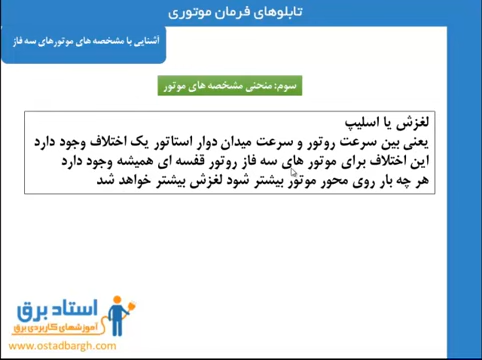 تابلوهای فرمان موتوری
آشنایی با مشخصه های موتورهای سه فاز
سوم: منحنی مشخصه های موتور
لغزش یا اسلیپ
یعنی بین سرعت روتور و سرعت میدان دوار استاتور یک اختلاف وجود دارد
این اختلاف برای موتور های سه فاز روتور قفسه ای همیشه وجود دارد
هر چه بار روی محور موتور بیشتر شود لغزش بیشتر خواهد شد
استاد برق
آموزشهای کاربردی برق
www.ostadbargh.com